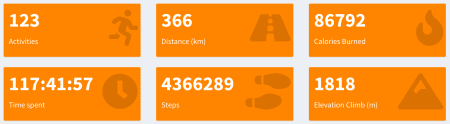 123
Activities
366
Distance (km)
86792
Calories Burned
117:41:57
Time spent
4366289
Steps
1818
Elevation Climb (m)